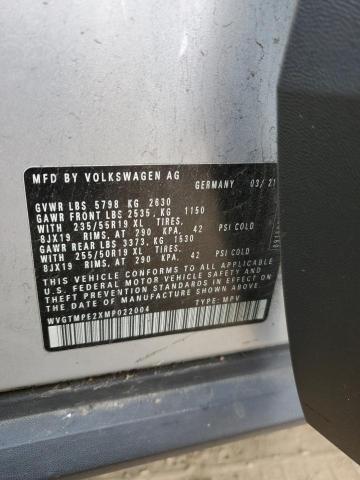 MFD BY VOLKSWAGEN AG
GERMANY 03/ 21
GVWR LBS 5798 KG 2630
GAWR FRONT LBS 2535, KG 1150
WITH 235/55R19 XL TIRES,
8JX19 RIMS, AT 290 KPA, 42 PSI COLD
GAWR REAR LBS 3373, KG 1530
WITH 255/50R19 XL TIRES,
8JX19 RIMS, AT 290 KPA, 42 PSI COLD
THIS VEHICLE CONFORMS TO ALL APPLICABLE
U.S. FEDERAL MOTOR VEHICLE SAFETY AND
THEFT PREVENTION STANDARDS IN EFFECT ON
THE DATE OF MANUFACTURE SHOWN ABOVE.
WVGTMPE2XMP022004 TYPE: MPV